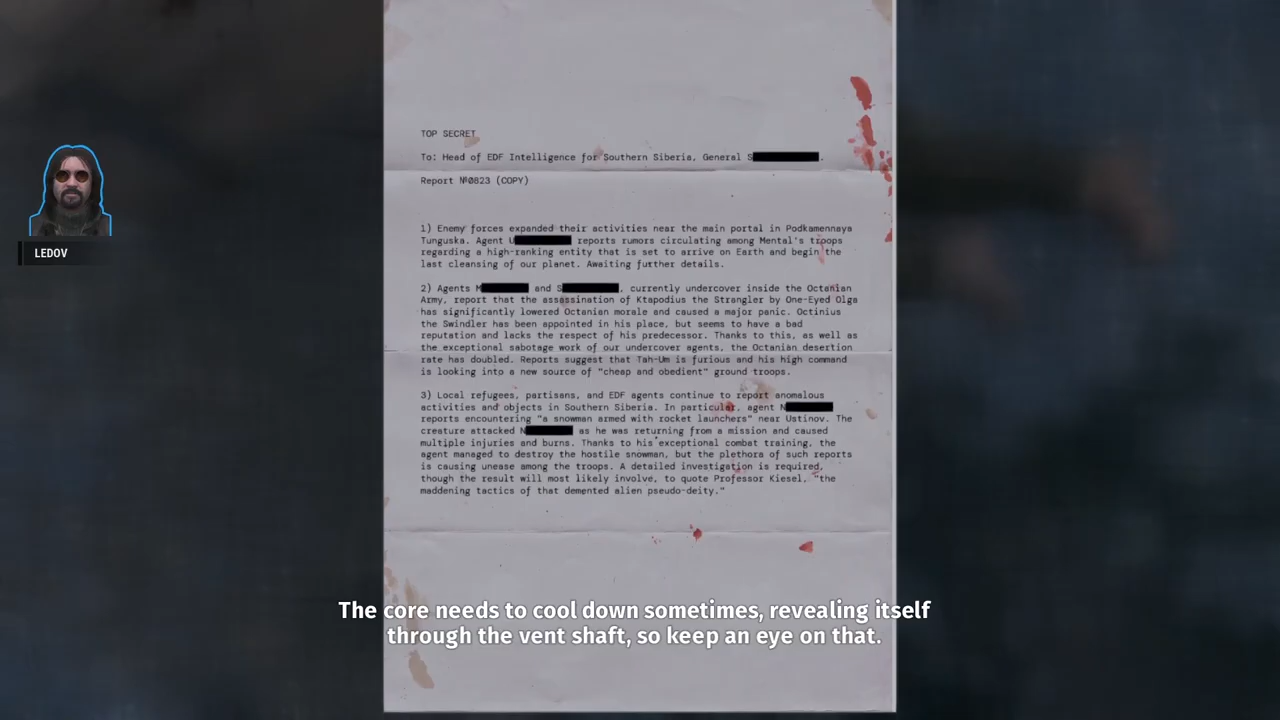 TOP SECRET
To: Head of EDF Intelligence for Southern Siberia, General S
Report №0823 (COPY)
1) Enemy forces expanded their activities near the main portal in Podkamennaya
Tunguska. Agent U reports rumors circulating among Mental's troops
regarding a high-ranking entity that is set to arrive on Earth and begin the
last cleansing of our planet. Awaiting further details.
2) Agents M and S, currently undercover inside the Octanian
Army, report that the assassination of Ktapodius the Strangler by One-Eyed Olga
has significantly lowered Octanian morale and caused a major panic. Octinius
the Swindler has been appointed in his place, but seems to have a bad
reputation and lacks the respect of his predecessor. Thanks to this, as well as
the exceptional sabotage work of our undercover agents, the Octanian desertion
rate has doubled. Reports suggest that Tah-Um is furious and his high command
is looking into a new source of "cheap and obedient" ground troops.
3) Local refugees, partisans, and EDF agents continue to report anomalous
activities and objects in Southern Siberia. In particular, agent N
reports encountering "a snowman armed with rocket launchers" near Ustinov. The
creature attacked N as he was returning from a mission and caused
multiple injuries and burns. Thanks to his exceptional combat training, the
agent managed to destroy the hostile snowman, but the plethora of such reports
is causing unease among the troops. A detailed investigation is required,
though the result will most likely involve, to quote Professor Kiesel, "the
maddening tactics of that demented alien pseudo-deity."
LEDOV
The core needs to cool down sometimes, revealing itself
through the vent shaft, so keep an eye on that.